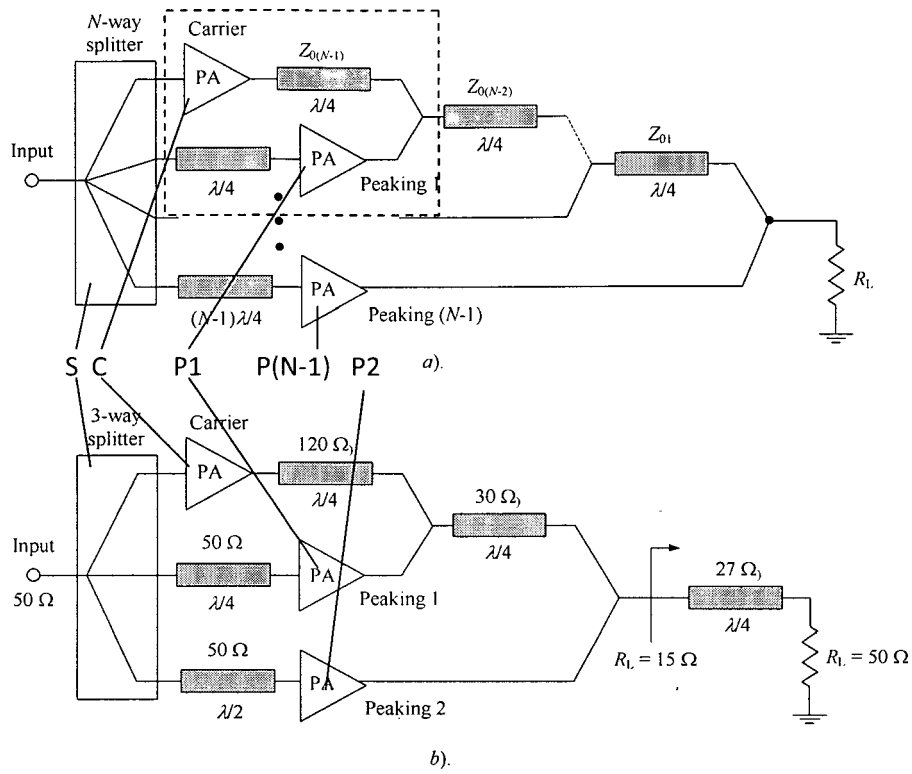 N-way
splitter
Carrier
PA
Z0(N-1)
λ/4
Z0(N-2)
λ/4
Input
λ/4
PA
Peaking 1
Z01
λ/4
(N-1)λ/4
PA
Peaking (N-1)
RL
S C P1 P(N-1) P2
a).
3-way
splitter
Carrier
PA
120 Ω)
λ/4
30 Ω)
λ/4
Input
50 Ω
50 Ω
λ/4
PA
Peaking 1
27 Ω)
λ/4
50 Ω
λ/2
PA
Peaking 2
RL = 15 Ω
RL = 50 Ω
b).